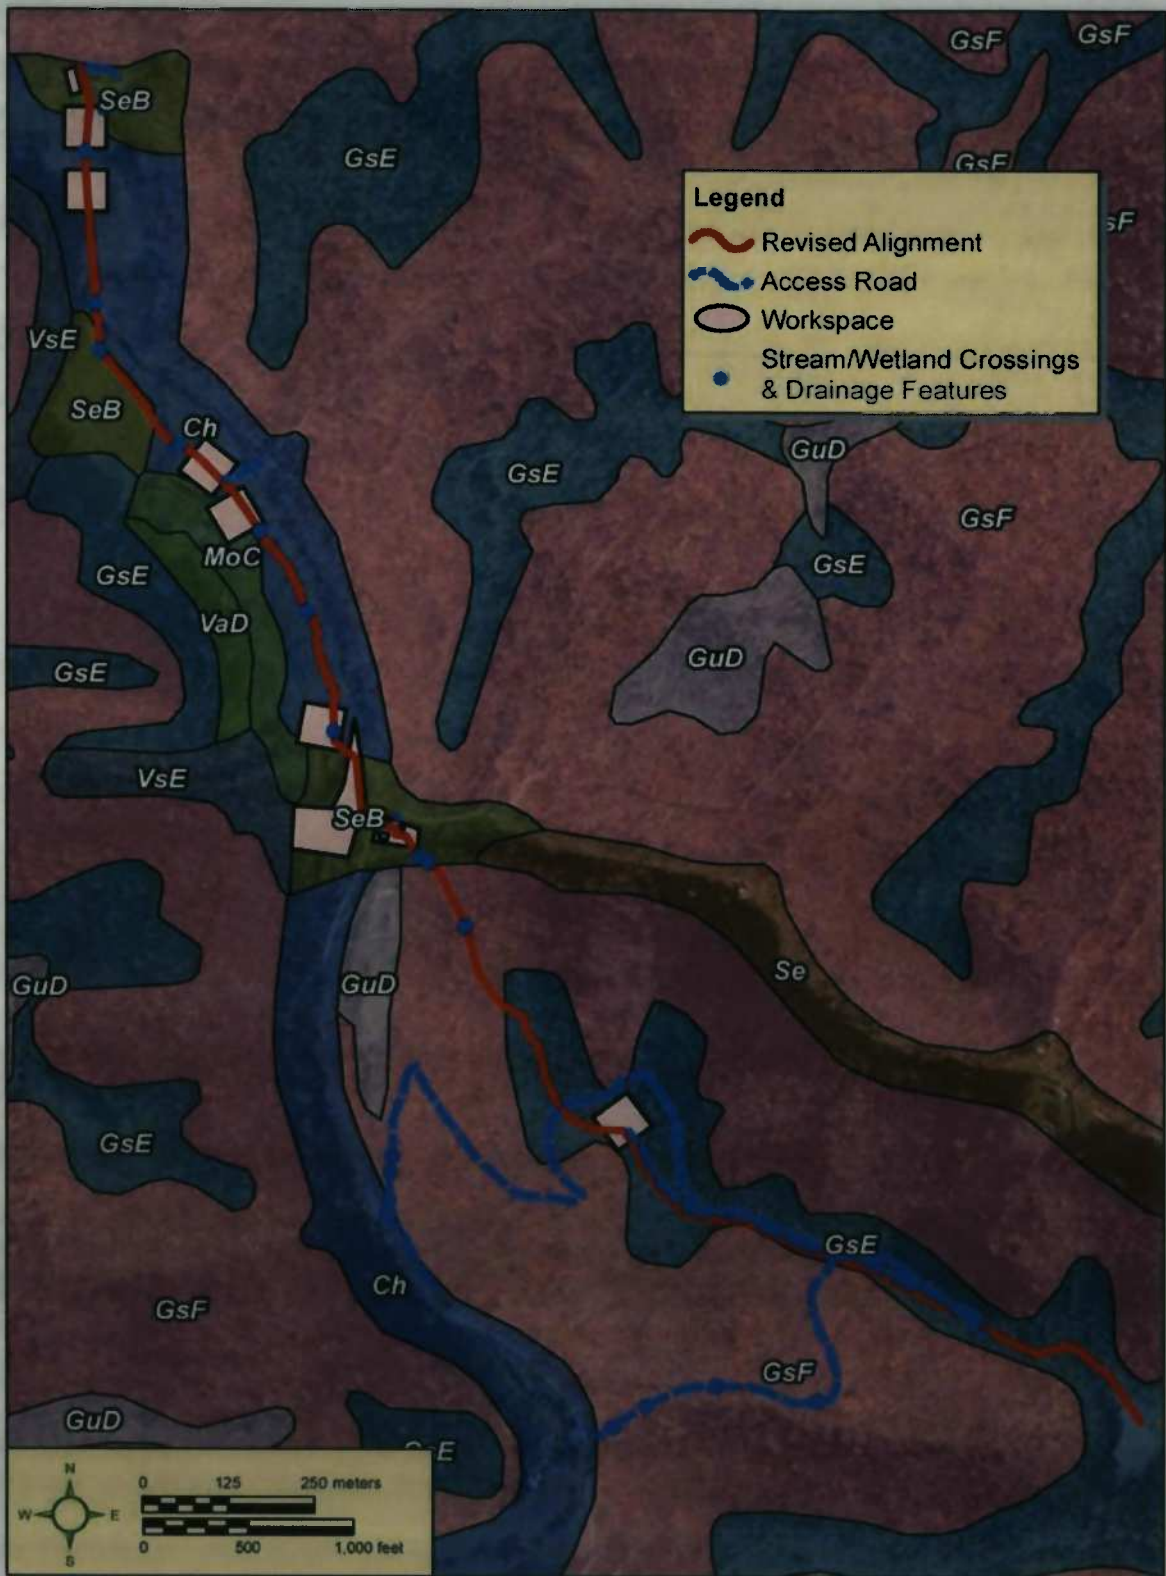 GsF
GsF
SeB
GsE
GsF
Legend
sF
Revised Alignment
Access Road
Workspace
Stream/Wetland Crossings
& Drainage Features
VsE
SeB
Ch
GuD
GsE
GsF
MoC
GsE
GsE
VaD
GuD
GsE
VsE
SeB
Se
GuD
GuD
GsE
GsE
Ch
GsF
GsF
GuD
N
W
E
S
0 125 250 meters
0 500 1,000 feet